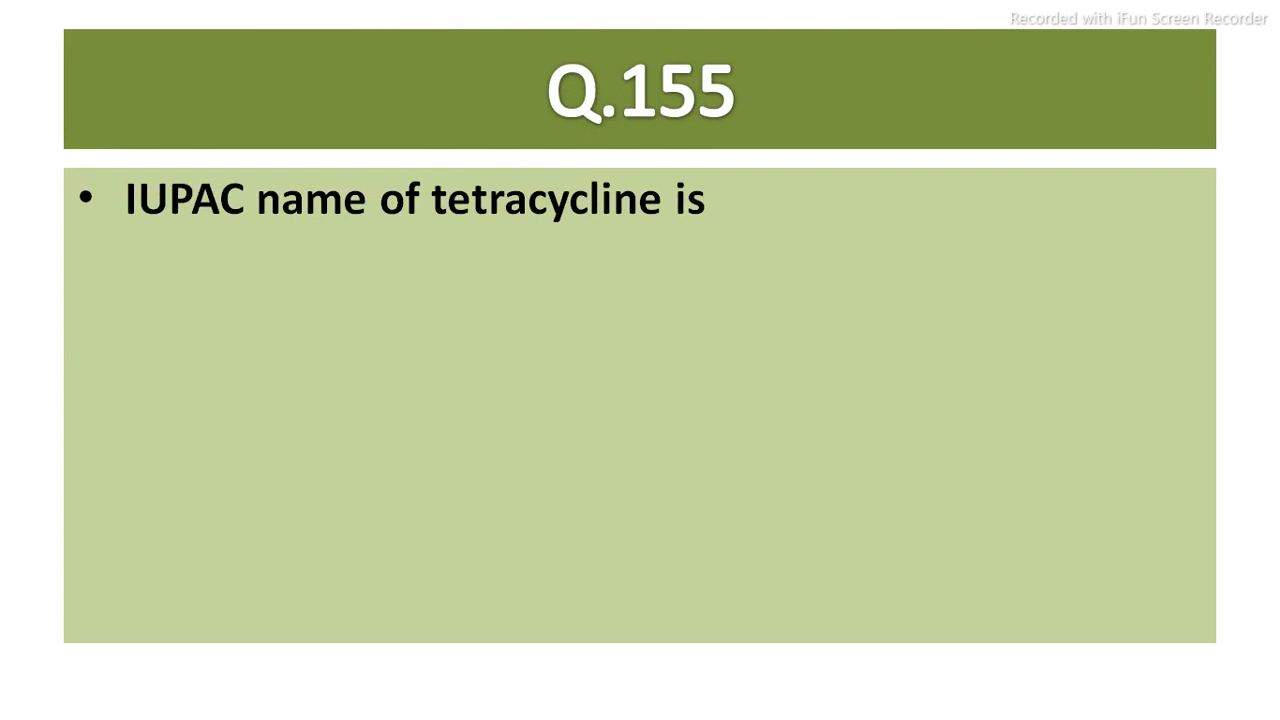 Recorded with iFun Screen Recorder
Q.155
• IUPAC name of tetracycline is